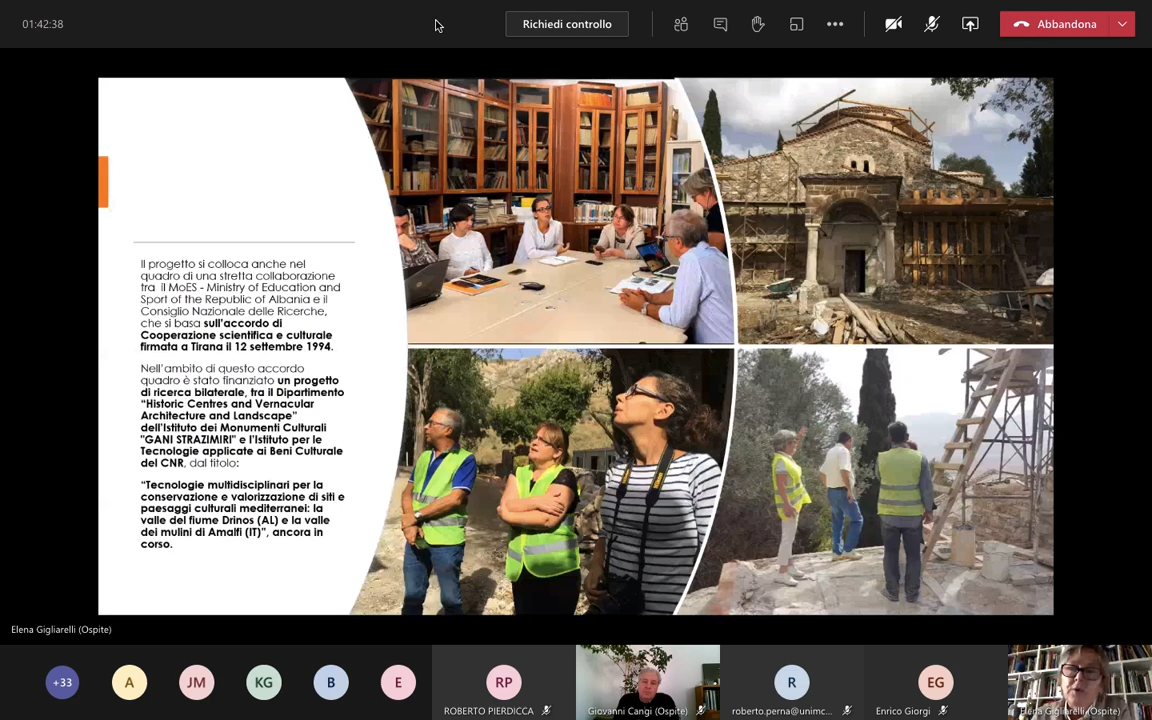 01:42:38
Richiedi controllo
Abbandona
Il progetto si colloca anche nel
quadro di una stretta collaborazione
tra il MoES - Ministry of Education and
Sport of the Republic of Albania e il
Consiglio Nazionale delle Ricerche,
che si basa sull'accordo di
Cooperazione scientifica e culturale
firmata a Tirana il 12 settembre 1994.
Nell'ambito di questo accordo
quadro è stato finanziato un progetto
di ricerca bilaterale, tra il Dipartimento
"Historic Centres and Vernacular
Architecture and Landscape"
dell'Istituto dei Monumenti Culturali
"GANI STRAZIMIRI" e l'Istituto per le
Tecnologie applicate ai Beni Culturale
del CNR, dal titolo:
"Tecnologie multidisciplinari per la
conservazione e valorizzazione di siti e
paesaggi culturali mediterranei: la
valle del fiume Drinos (AL) e la valle
dei mulini di Amalfi (IT)", ancora in
corso.
Elena Gigliarelli (Ospite)
+33
A
JM
KG
B
E
RP
R
EG
ROBERTO PIERDICCA
Giovanni Cangi (Ospite)
roberto.perna@unimc...
Enrico Giorgi
Elena Gigliarelli (Ospite)